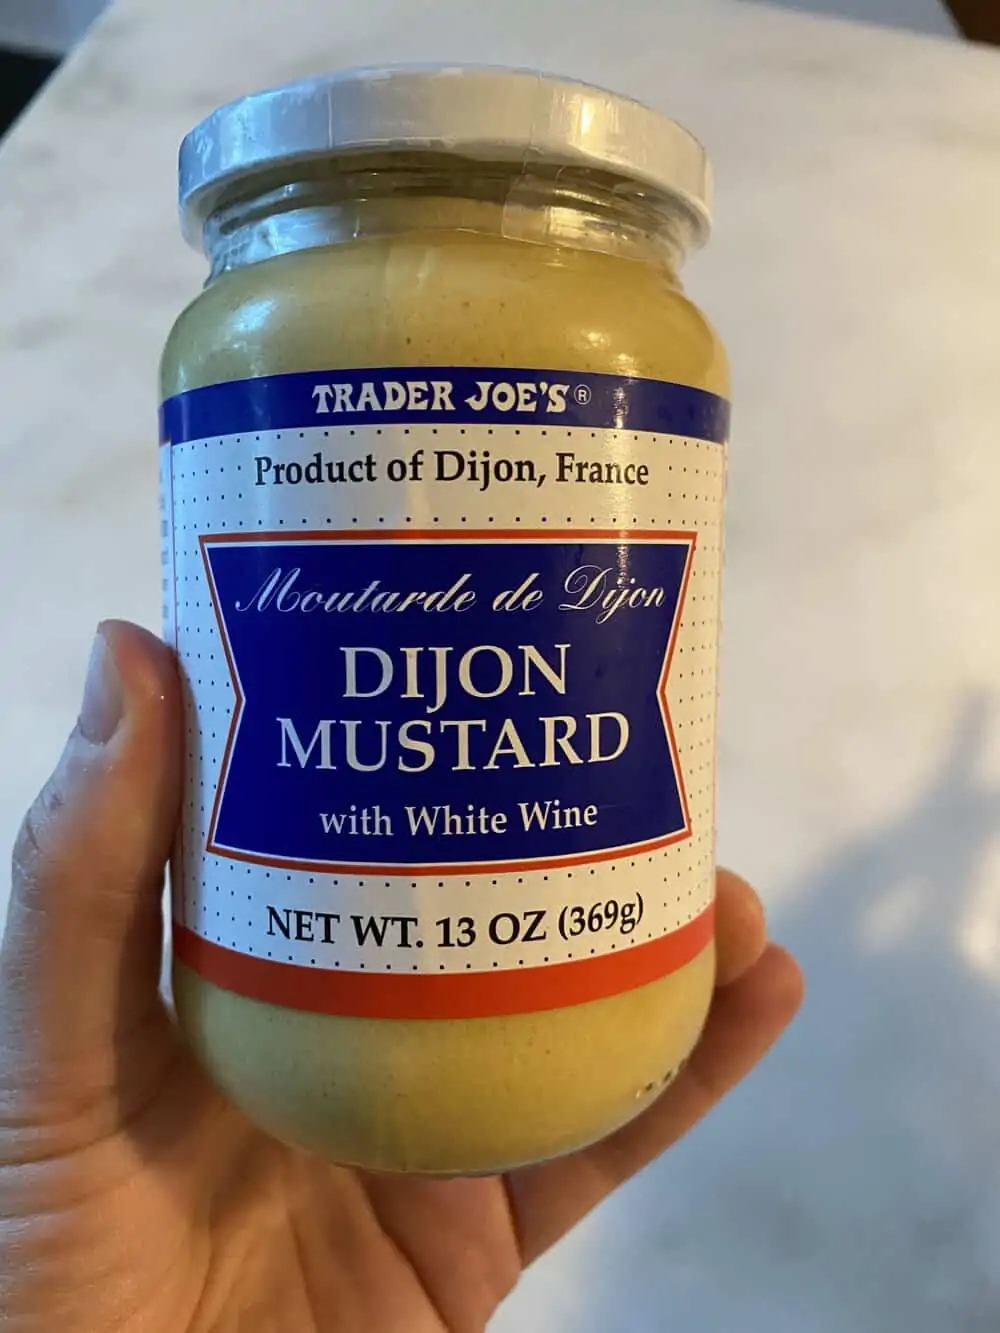 TRADER JOE'S®
Product of Dijon, France
Moutarde de Dijon
DIJON
MUSTARD
with White Wine
NET WT. 13 OZ (369g)